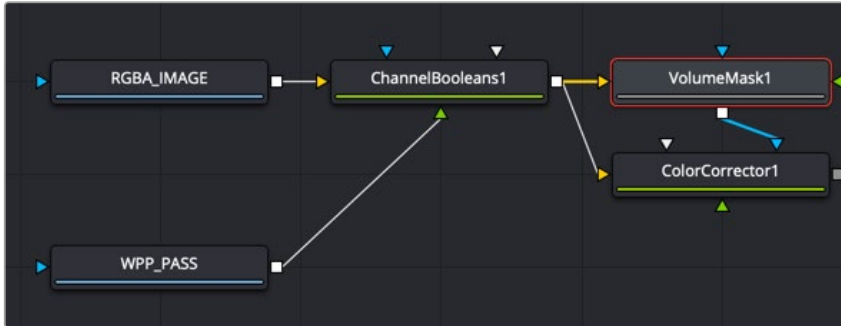 RGBA_IMAGE
ChannelBooleans1
VolumeMask1
ColorCorrector1
WPP_PASS